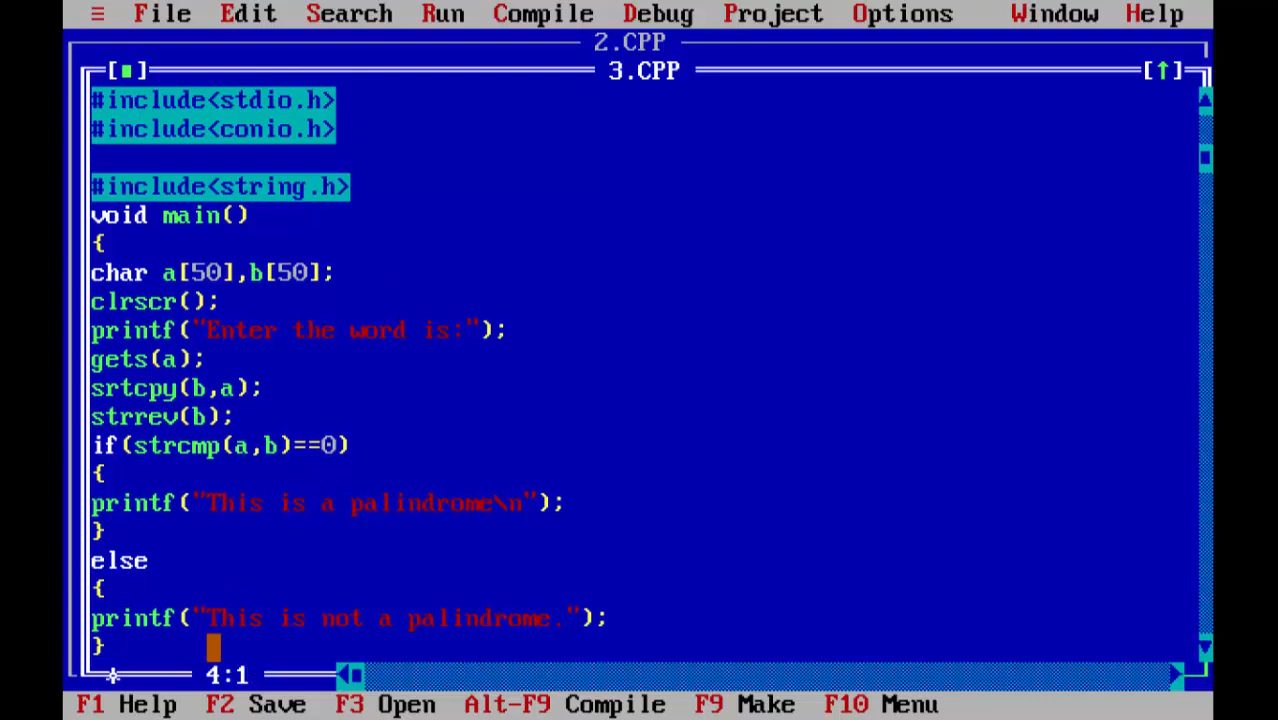 ≡ File Edit Search Run Compile Debug Project Options Window Help
2.CPP
[■] 3.CPP [↑]
#include<stdio.h>
#include<conio.h>
#include<string.h>
void main()
{
char a[50],b[50];
clrscr();
printf("Enter the word is:");
gets(a);
srtcpy(b,a);
strrev(b);
if(strcmp(a,b)==0)
{
printf("This is a palindrome\n");
}
else
{
printf("This is not a palindrome.");
}
4:1
F1 Help F2 Save F3 Open Alt-F9 Compile F9 Make F10 Menu